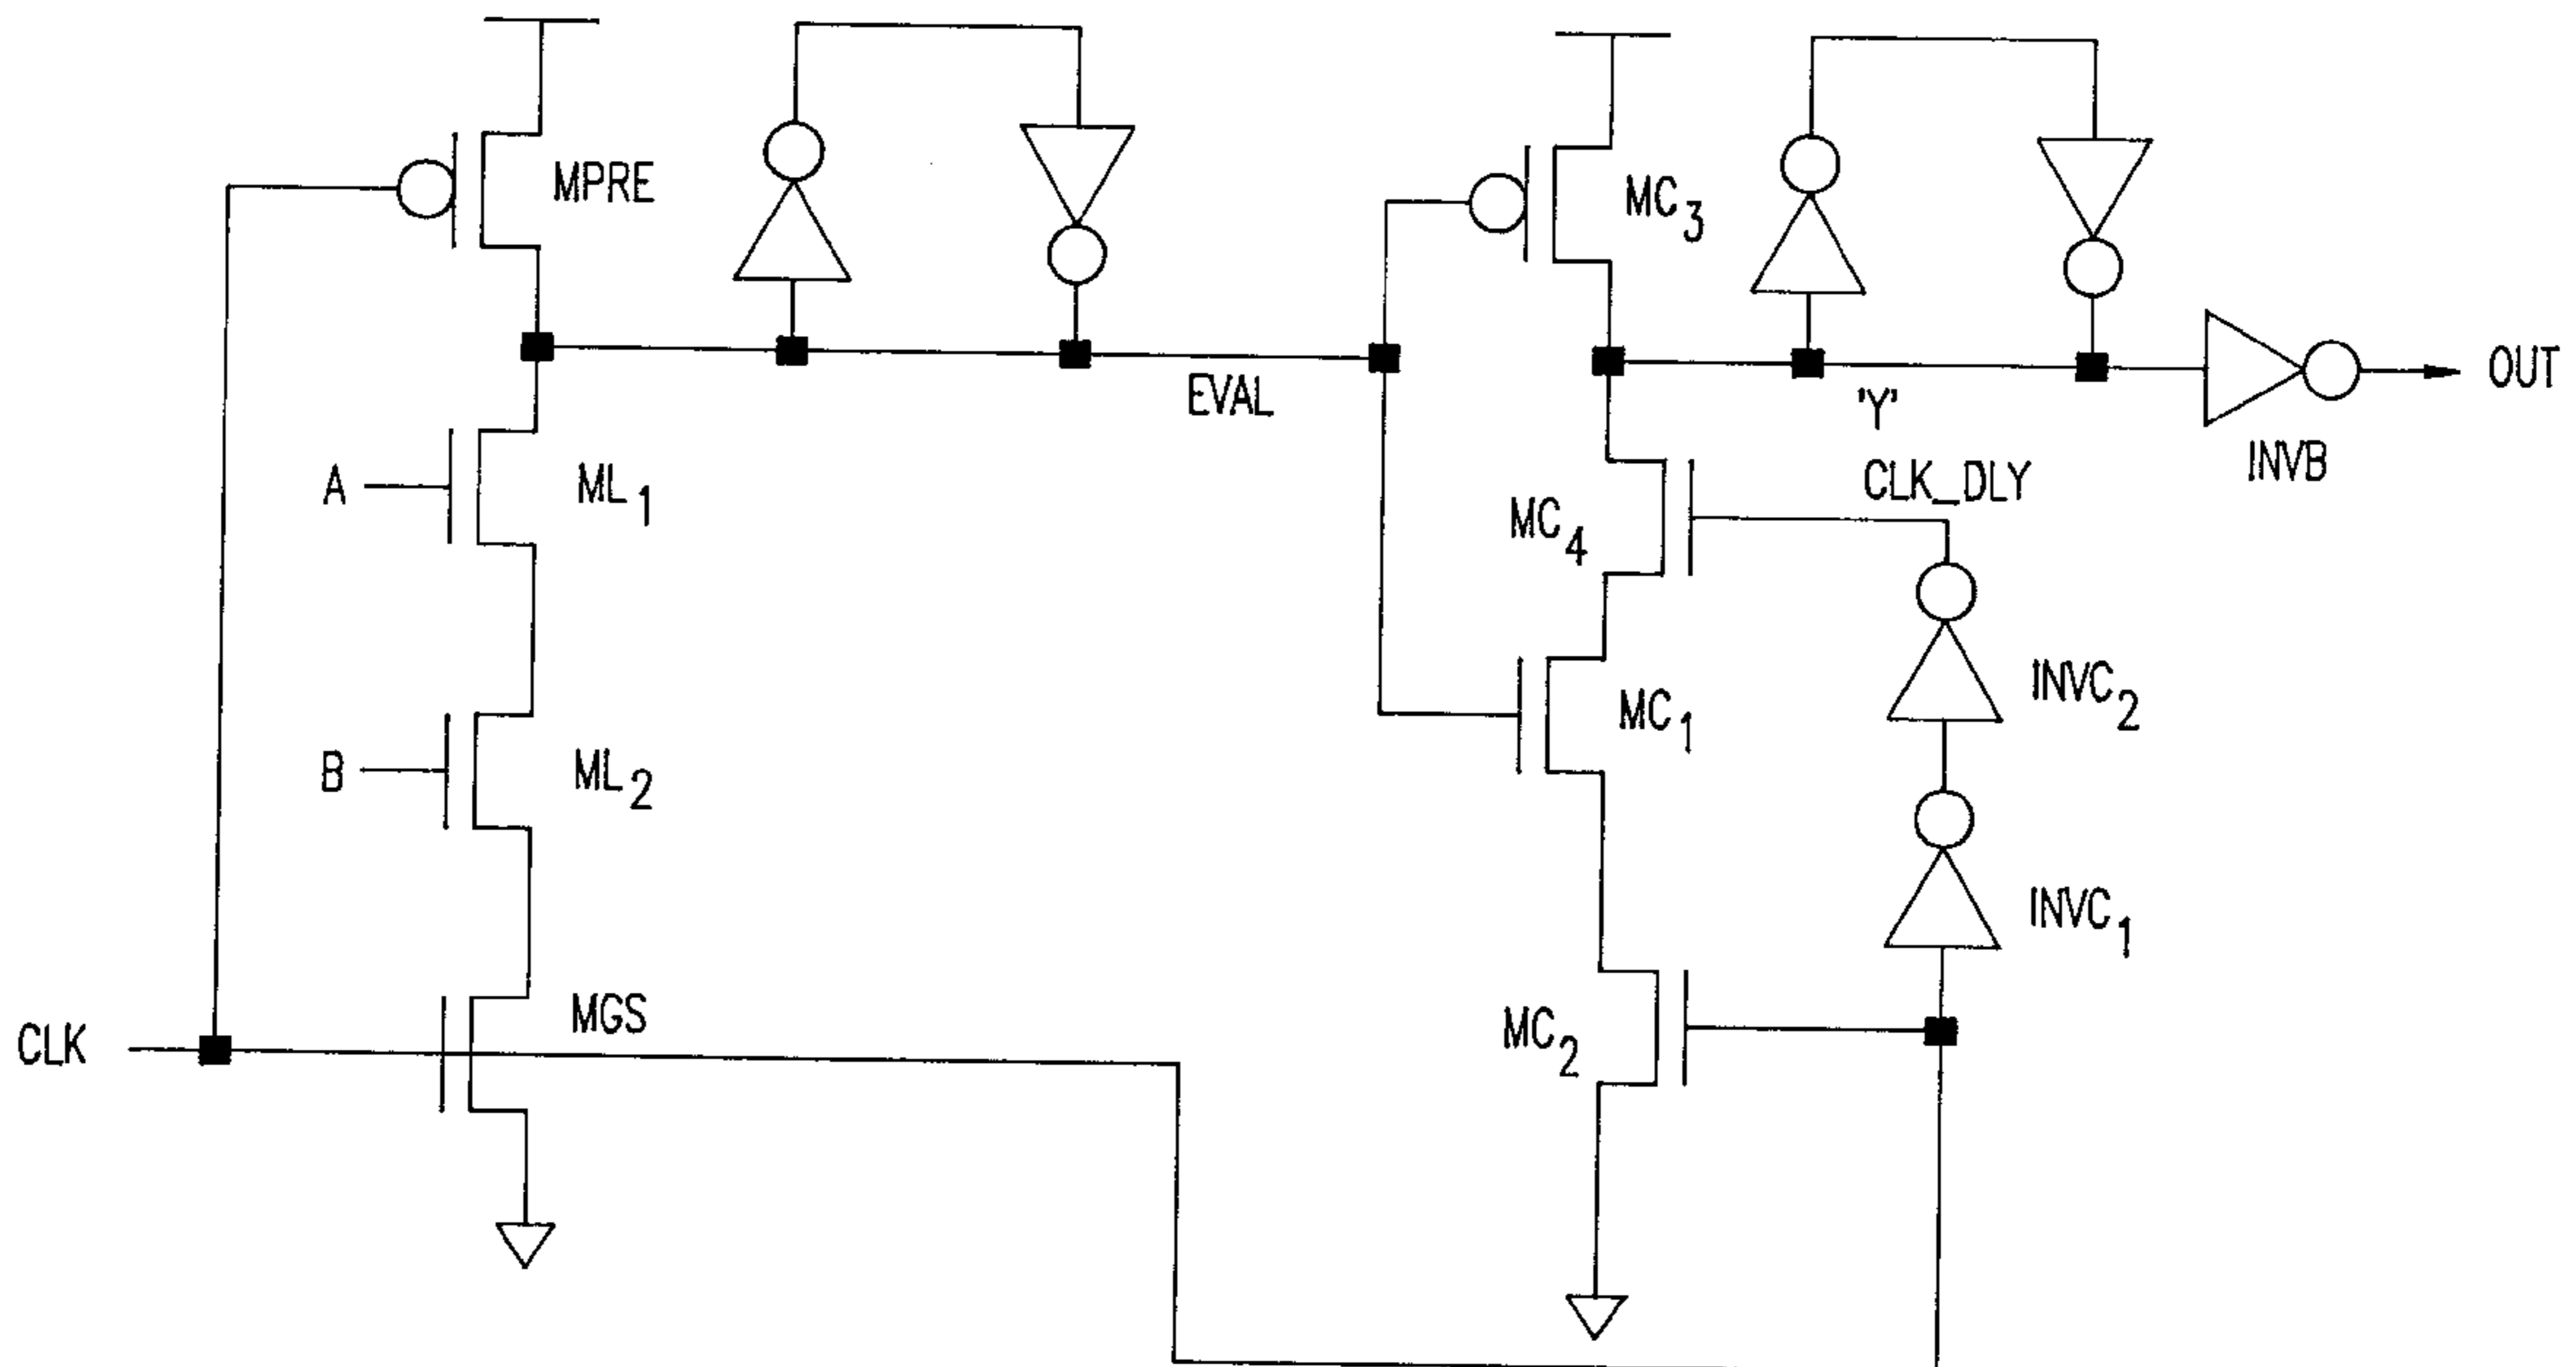 MPRE
MC3
EVAL
'Y'
OUT
INVB
A
ML1
CLK_DLY
MC4
B
ML2
MC1
INVC2
INVC1
CLK
MGS
MC2